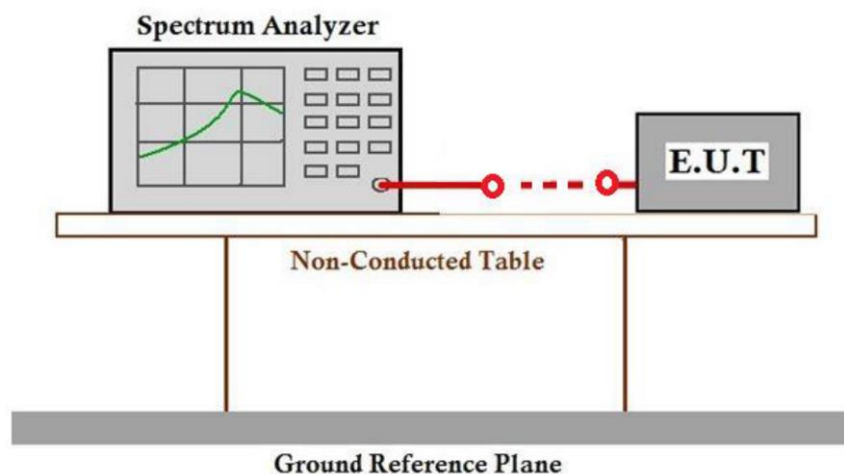 Spectrum Analyzer
E.U.T
Non-Conducted Table
Ground Reference Plane